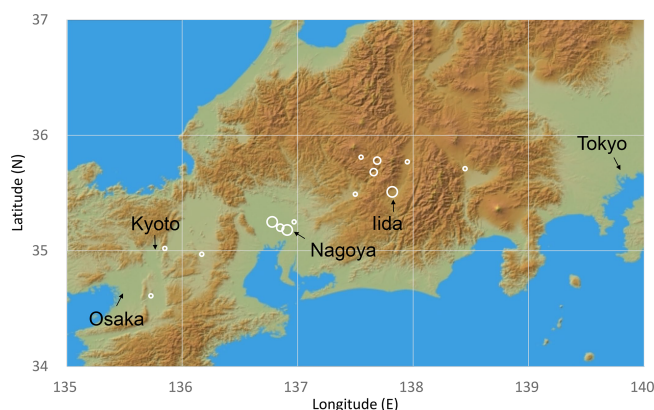 37
36
35
34
Latitude (N)
Tokyo
Iida
Kyoto
Nagoya
Osaka
135
136
137
138
139
140
Longitude (E)